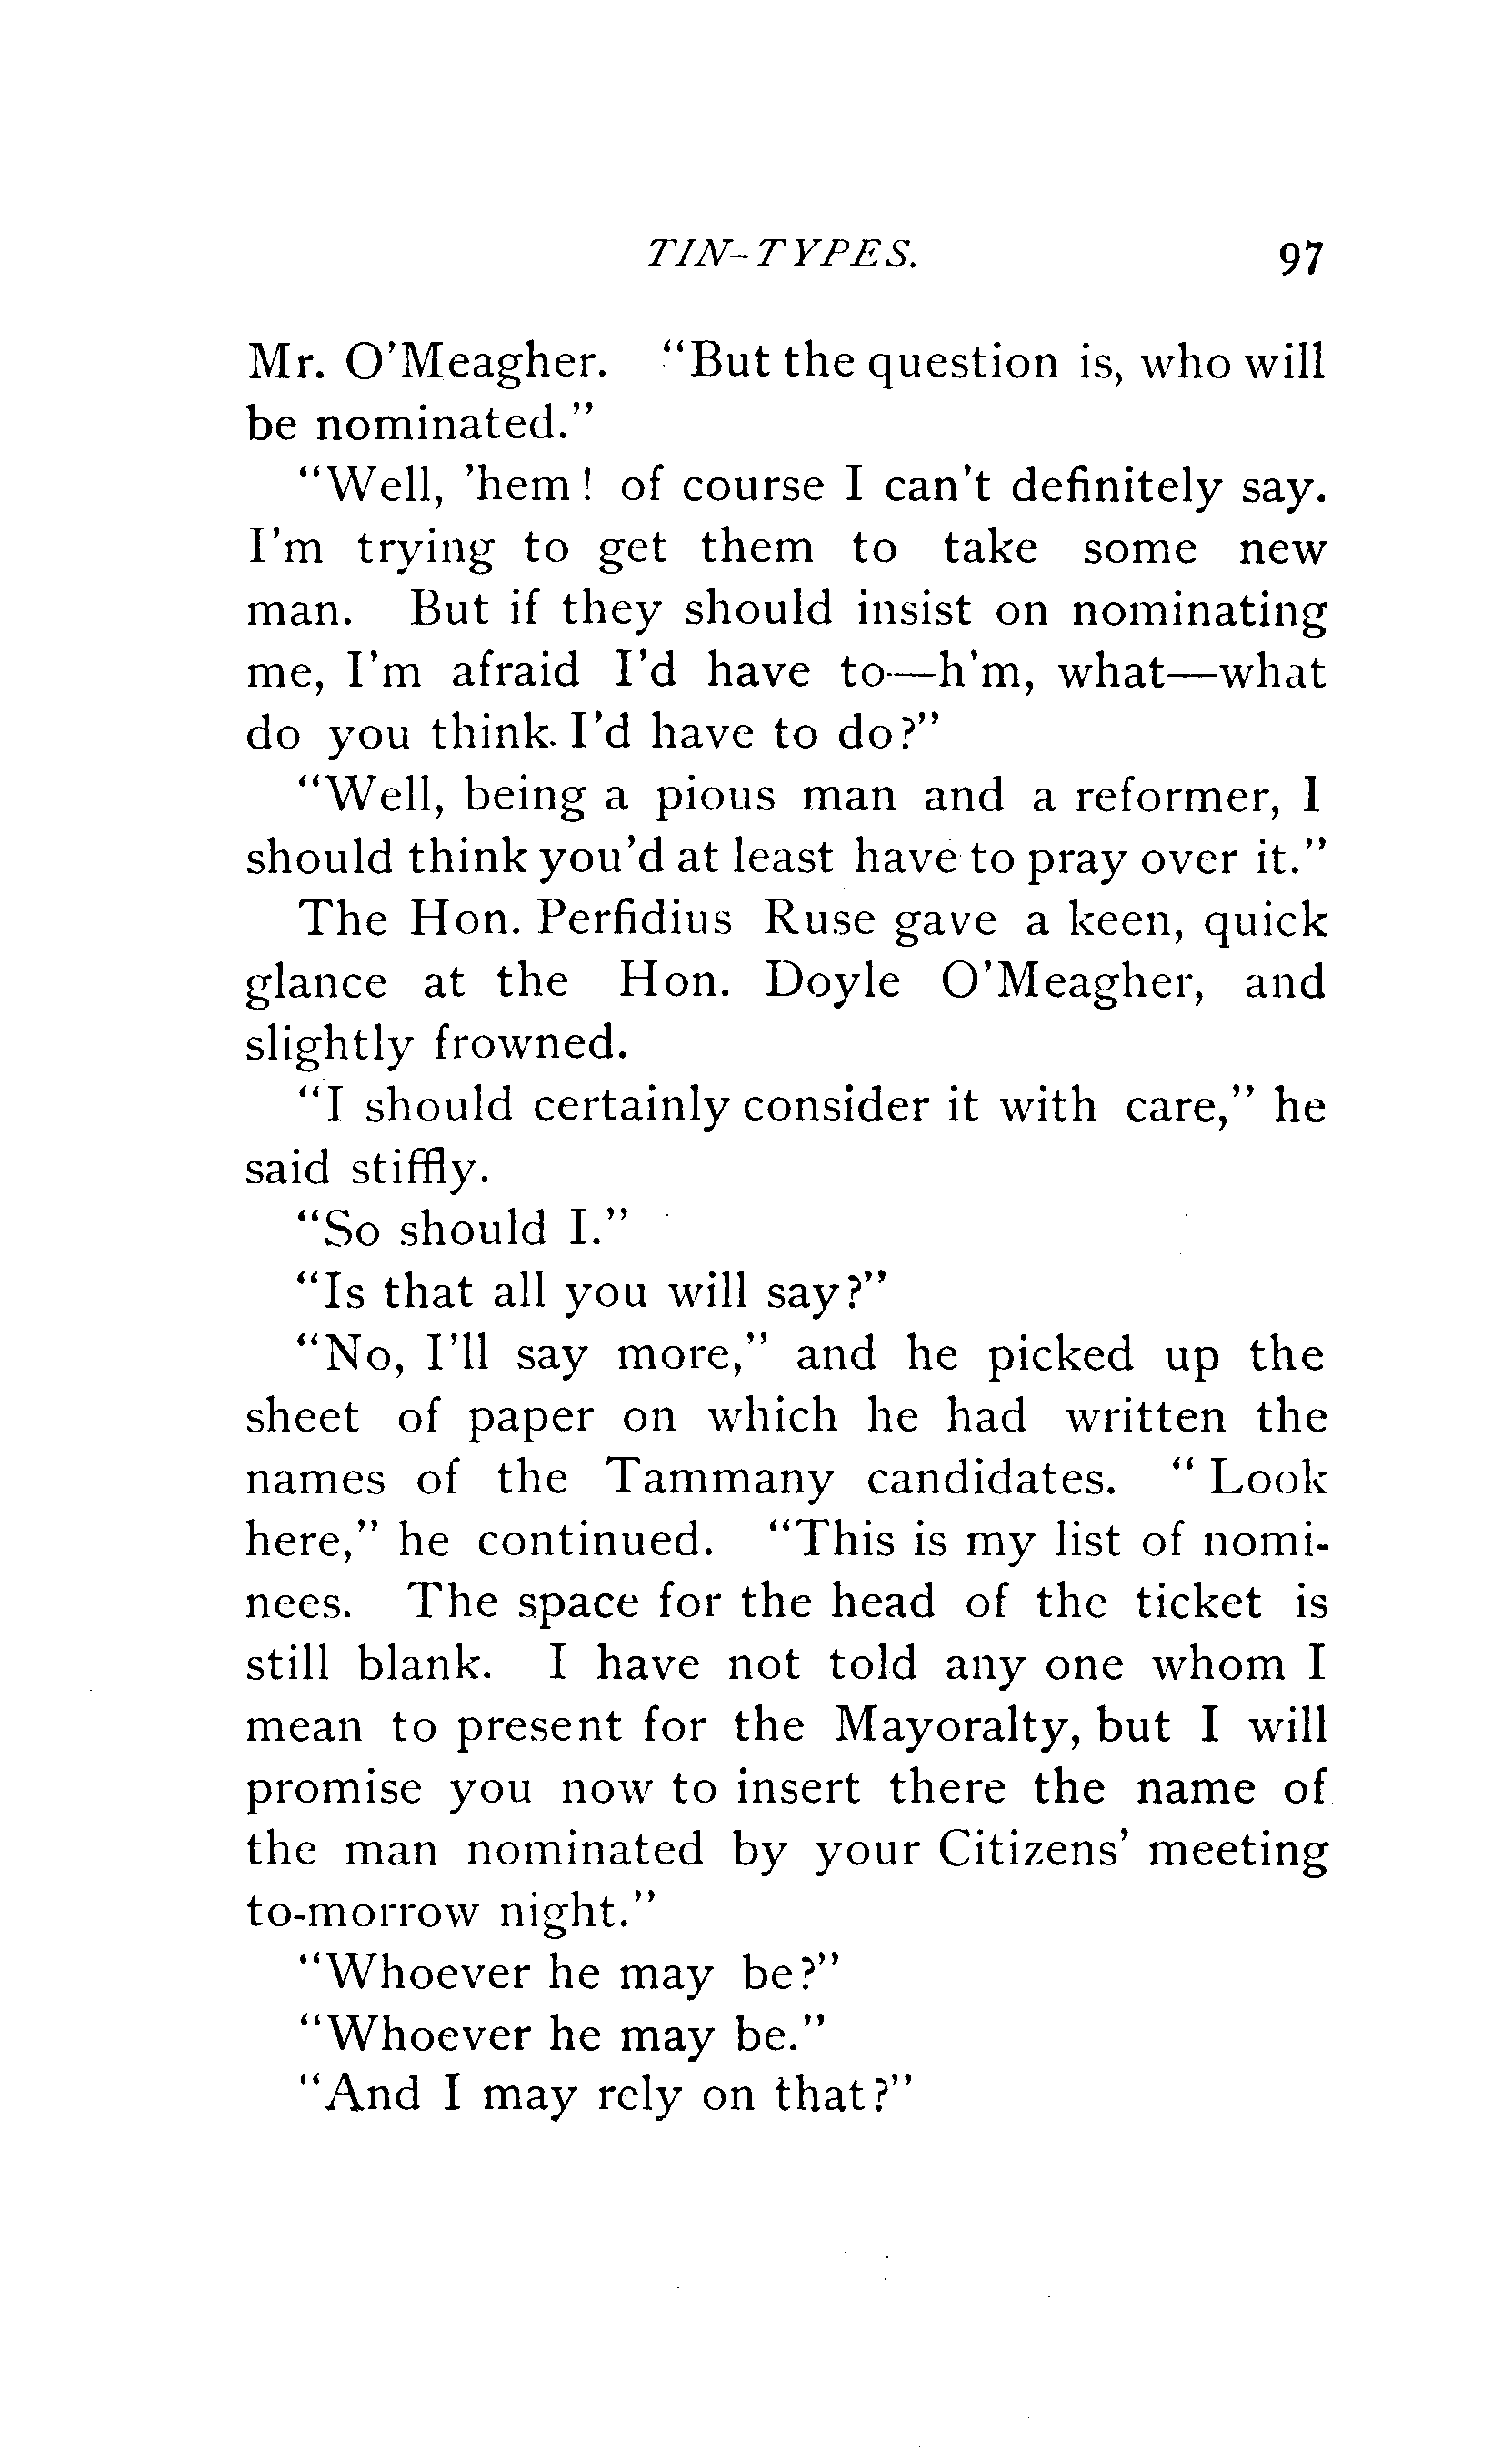 TIN-TYPES. 97
Mr. O'Meagher. "But the question is, who will
be nominated."
"Well, 'hem! of course I can't definitely say.
I'm trying to get them to take some new
man. But if they should insist on nominating
me, I'm afraid I'd have to—h'm, what—what
do you think. I'd have to do?"
"Well, being a pious man and a reformer, I
should think you'd at least have to pray over it."
The Hon. Perfidius Ruse gave a keen, quick
glance at the Hon. Doyle O'Meagher, and
slightly frowned.
"I should certainly consider it with care," he
said stiffly.
"So should I."
"Is that all you will say?"
"No, I'll say more," and he picked up the
sheet of paper on which he had written the
names of the Tammany candidates. "Look
here," he continued. "This is my list of nomi-
nees. The space for the head of the ticket is
still blank. I have not told any one whom I
mean to present for the Mayoralty, but I will
promise you now to insert there the name of
the man nominated by your Citizens' meeting
to-morrow night."
"Whoever he may be?"
"Whoever he may be."
"And I may rely on that?"